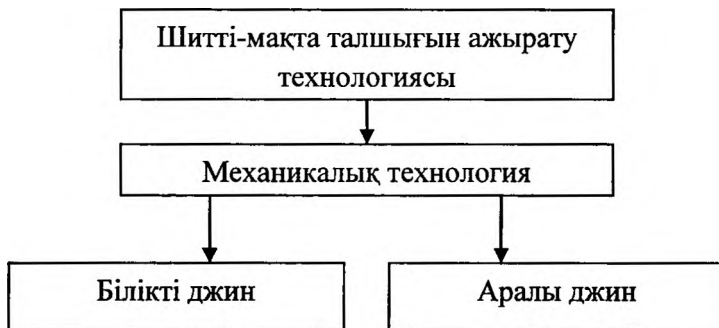 Шитті-мақта талшығын ажырату
технологиясы
Механикалық технология
Білікті джин
Аралы джин